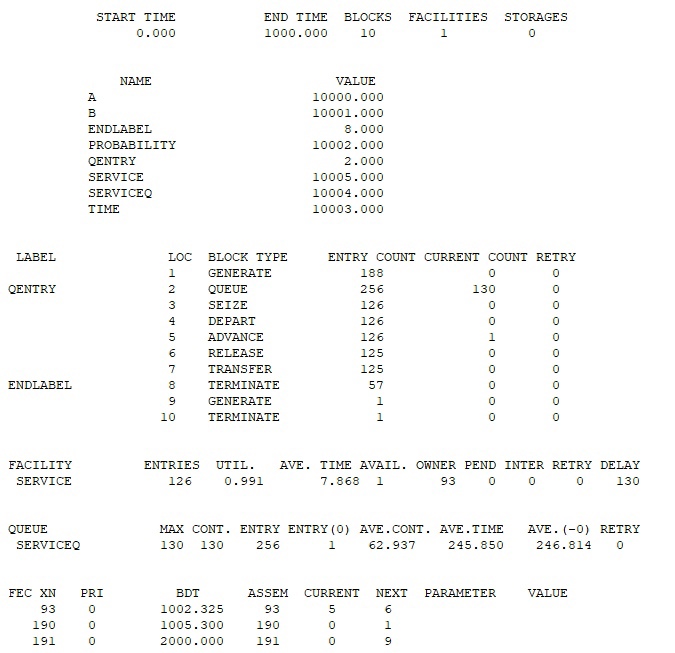 START TIME END TIME BLOCKS FACILITIES STORAGES
0.000 1000.000 10 1 0
NAME VALUE
A 10000.000
B 10001.000
ENDLABEL 8.000
PROBABILITY 10002.000
QENTRY 2.000
SERVICE 10005.000
SERVICEQ 10004.000
TIME 10003.000
LABEL LOC BLOCK TYPE ENTRY COUNT CURRENT COUNT RETRY
1 GENERATE 188 0 0
QENTRY 2 QUEUE 256 130 0
3 SEIZE 126 0 0
4 DEPART 126 0 0
5 ADVANCE 126 1 0
6 RELEASE 125 0 0
7 TRANSFER 125 0 0
ENDLABEL 8 TERMINATE 57 0 0
9 GENERATE 1 0 0
10 TERMINATE 1 0 0
FACILITY ENTRIES UTIL. AVE. TIME AVAIL. OWNER PEND INTER RETRY DELAY
SERVICE 126 0.991 7.868 1 93 0 0 0 130
QUEUE MAX CONT. ENTRY ENTRY(0) AVE.CONT. AVE.TIME AVE.(-0) RETRY
SERVICEQ 130 130 256 1 62.937 245.850 246.814 0
FEC XN PRI BDT ASSEM CURRENT NEXT PARAMETER VALUE
93 0 1002.325 93 5 6
190 0 1005.300 190 0 1
191 0 2000.000 191 0 9